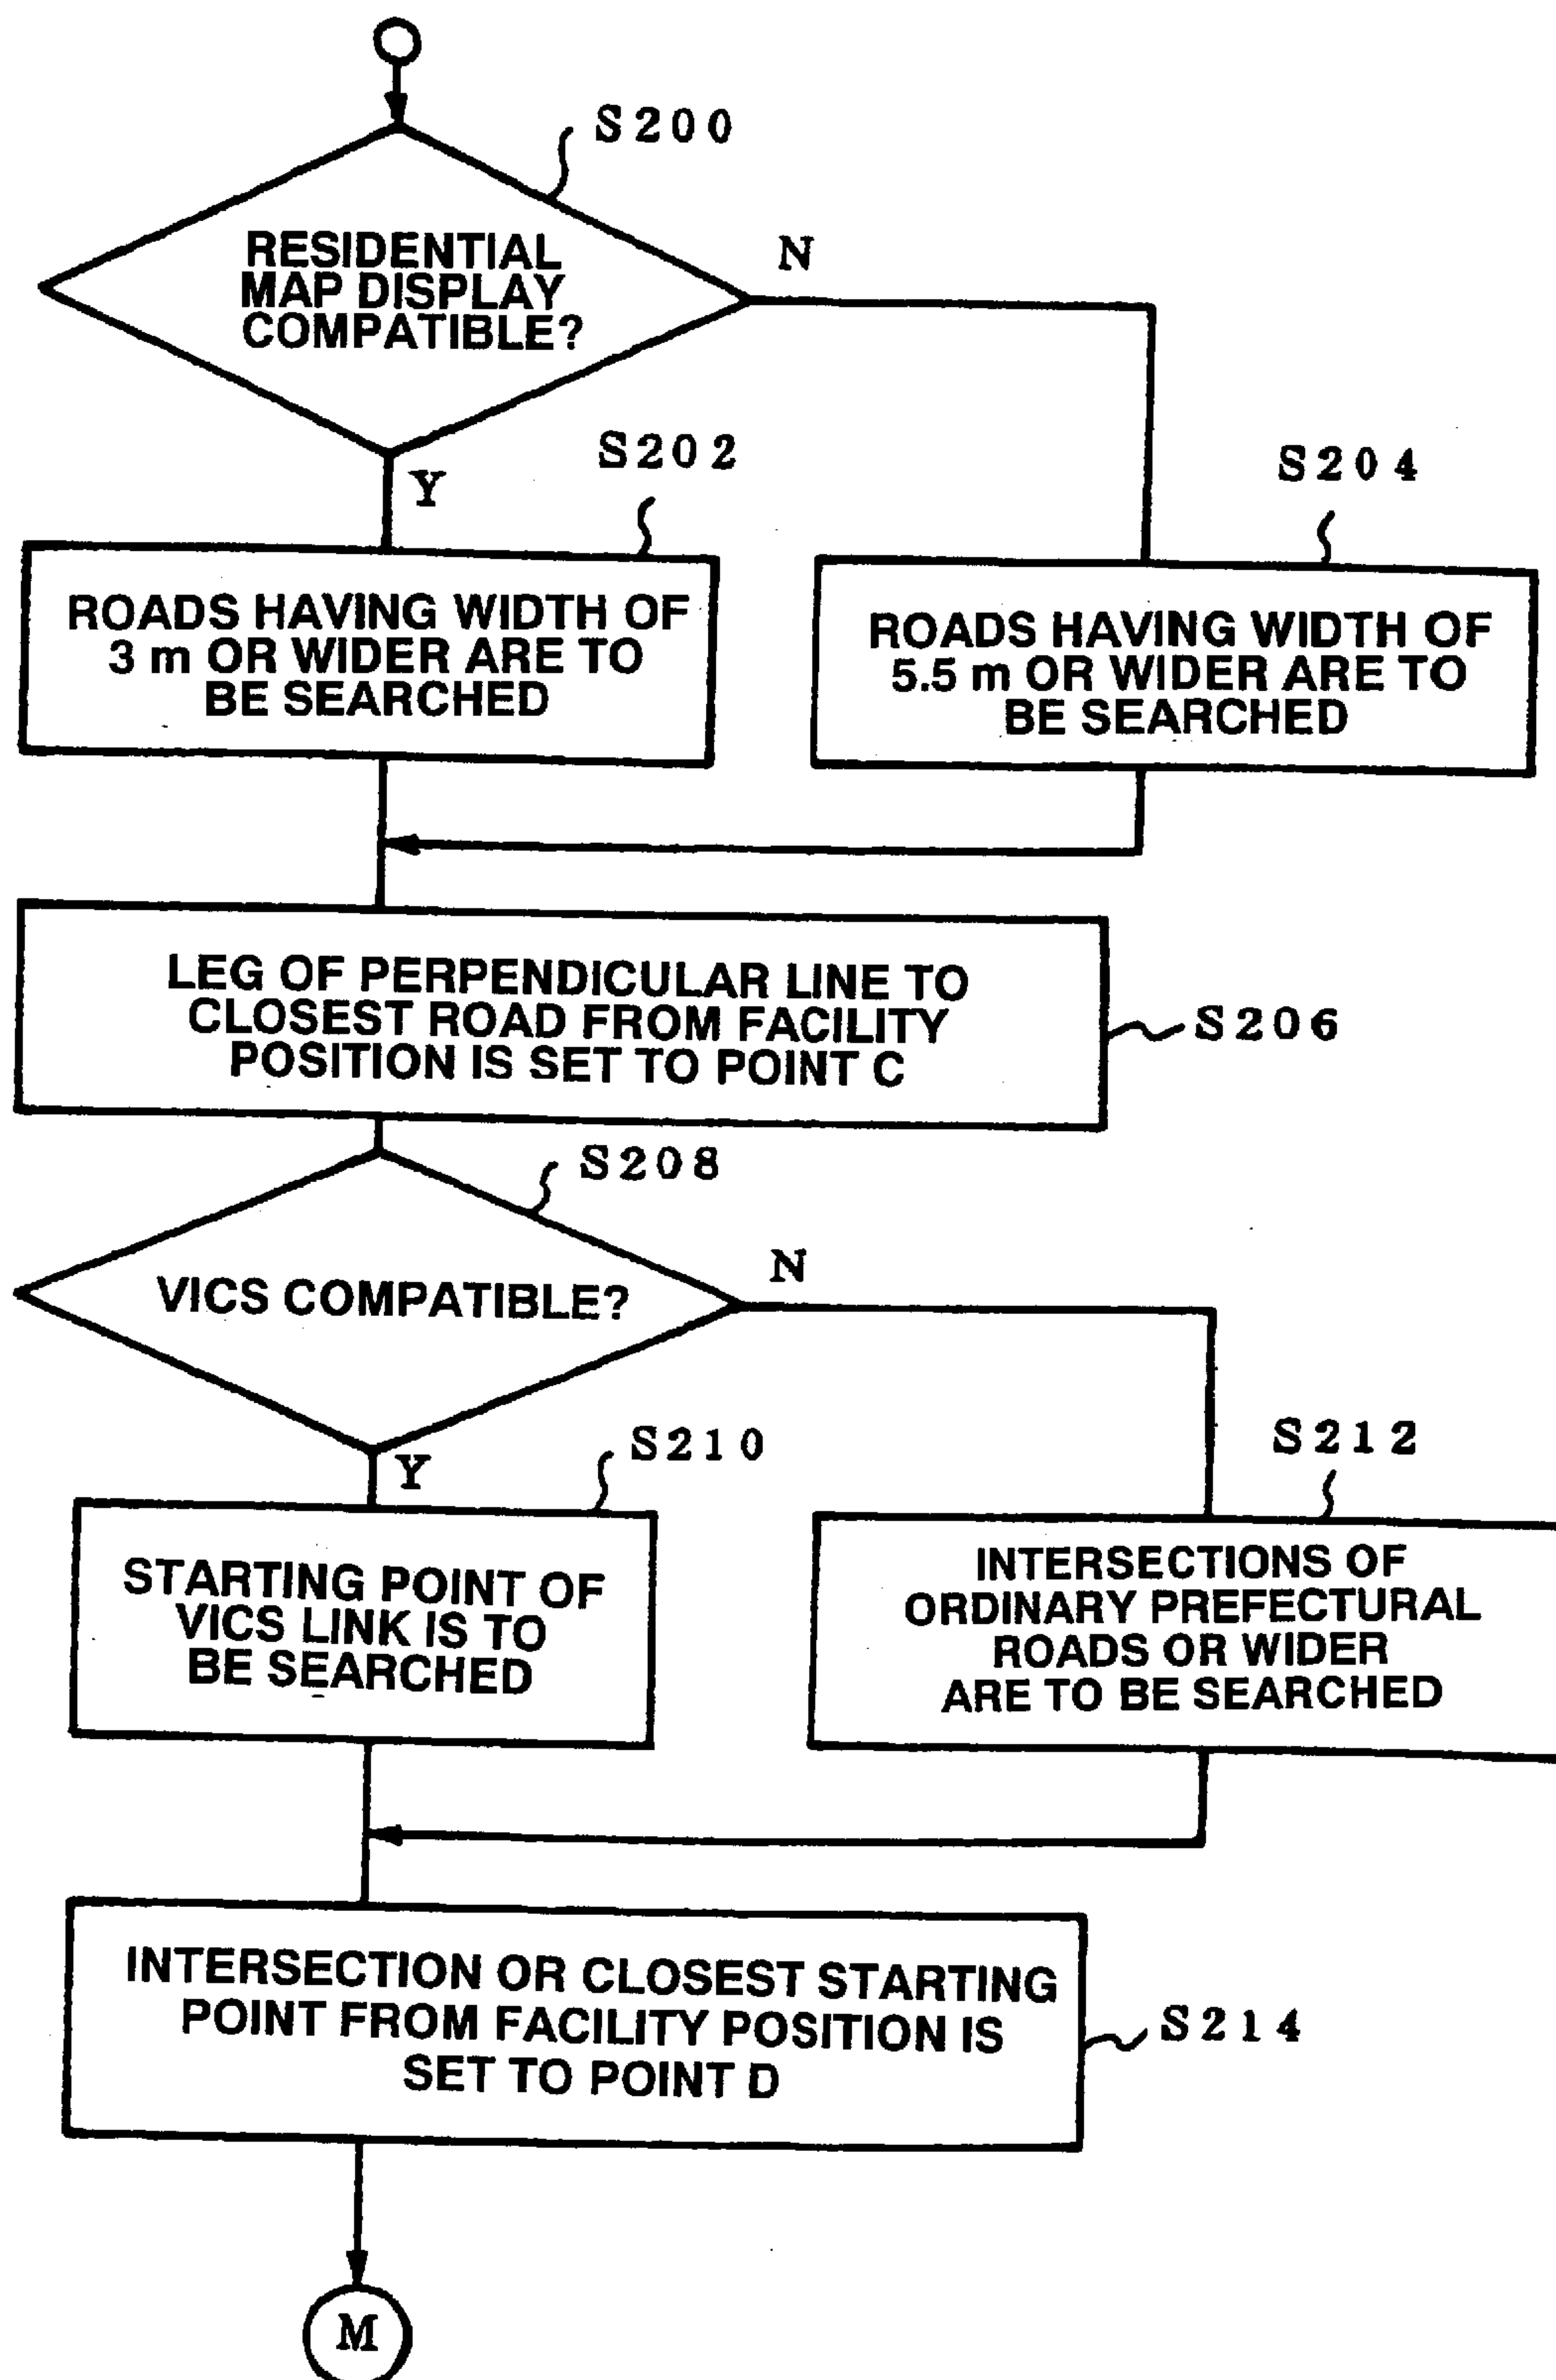 S200
RESIDENTIAL
MAP DISPLAY
COMPATIBLE?
N
Y
S202
S204
ROADS HAVING WIDTH OF
3 m OR WIDER ARE TO
BE SEARCHED
ROADS HAVING WIDTH OF
5.5 m OR WIDER ARE TO
BE SEARCHED
LEG OF PERPENDICULAR LINE TO
CLOSEST ROAD FROM FACILITY
POSITION IS SET TO POINT C
S206
S208
VICS COMPATIBLE?
N
Y
S210
S212
STARTING POINT OF
VICS LINK IS TO
BE SEARCHED
INTERSECTIONS OF
ORDINARY PREFECTURAL
ROADS OR WIDER
ARE TO BE SEARCHED
INTERSECTION OR CLOSEST STARTING
POINT FROM FACILITY POSITION IS
SET TO POINT D
S214
M